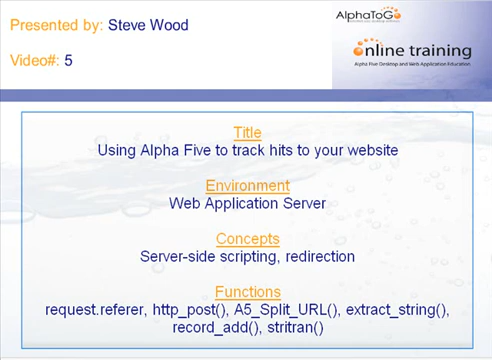 Presented by: Steve Wood
Video#: 5
AlphaToGo
online training
Alpha Five Desktop and Web Application Education
Title
Using Alpha Five to track hits to your website
Environment
Web Application Server
Concepts
Server-side scripting, redirection
Functions
request.referer, http_post(), A5_Split_URL(), extract_string(),
record_add(), stritran()